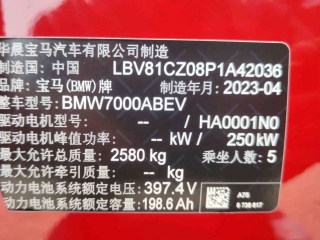 华晨宝马汽车有限公司制造
制造国：中国 LBV81CZ08P1A42036
品牌：宝马(BMW)牌 制造年月：2023-04
整车型号：BMW7000ABEV
驱动电机型号：-- / HA0001N0
驱动电机峰值功率：-- kW / 250 kW
最大允许总质量：2580 kg 乘坐人数：5
最大允许牵引质量：-- kg
动力电池系统额定电压：397.4V
动力电池系统额定容量：198.6Ah
A75